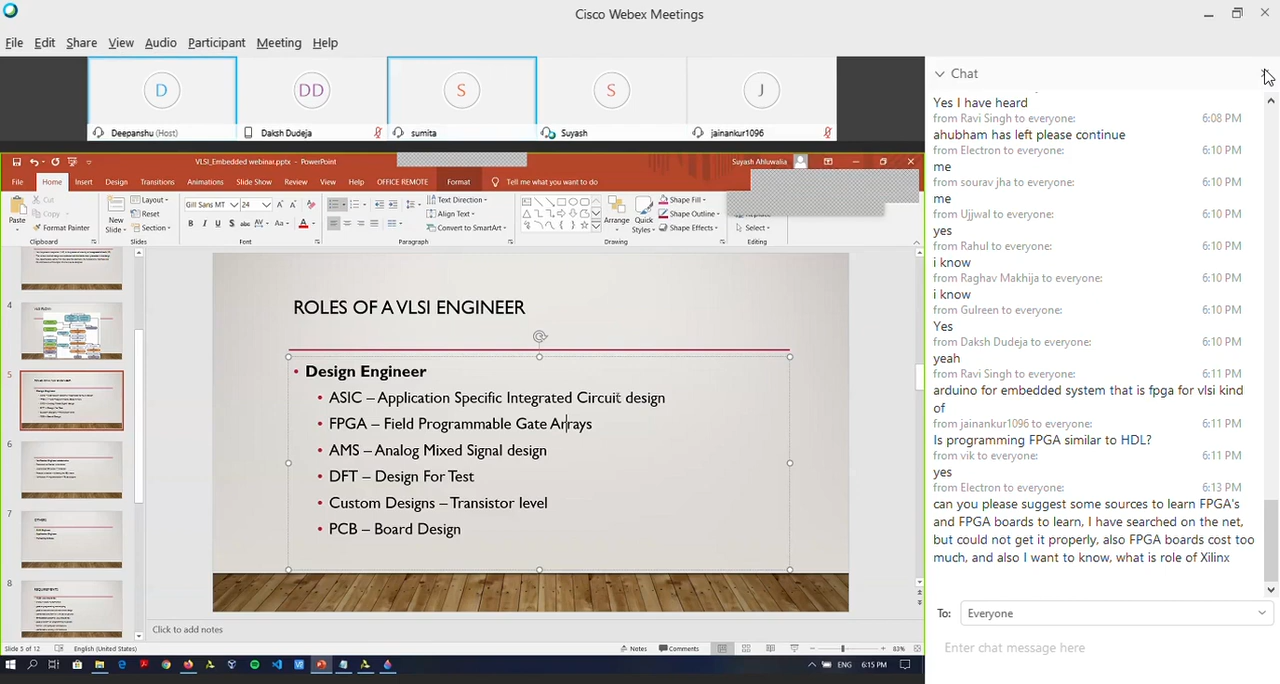 Cisco Webex Meetings
File Edit Share View Audio Participant Meeting Help
D DD S S J
Deepanshu (Host) Daksh Dudeja sumita Suyash jainankur1096
VLSI_Embedded webinar.pptx - PowerPoint
Suyash Ahluwalia
File Home Insert Design Transitions Animations Slide Show Review View Help OFFICE REMOTE Format Tell me what you want to do
Paste
Cut
Copy
Format Painter
Clipboard
New
Slide
Layout
Reset
Section
Slides
Gill Sans MT 24
Font
Text Direction
Align Text
Convert to SmartArt
Paragraph
Arrange
Quick
Styles
Shape Fill
Shape Outline
Shape Effects
Drawing
Select
Editing
4
5
6
7
8
ROLES OF A VLSI ENGINEER
• Design Engineer
• ASIC – Application Specific Integrated Circuit design
• FPGA – Field Programmable Gate Arrays
• AMS – Analog Mixed Signal design
• DFT – Design For Test
• Custom Designs – Transistor level
• PCB – Board Design
Click to add notes
Slide 5 of 12 English (United States) Notes Comments 83%
ENG 6:15 PM
Chat
Yes I have heard
from Ravi Singh to everyone: 6:08 PM
ahubham has left please continue
from Electron to everyone: 6:10 PM
me
from sourav jha to everyone: 6:10 PM
me
from Ujjwal to everyone: 6:10 PM
yes
from Rahul to everyone: 6:10 PM
i know
from Raghav Makhija to everyone: 6:10 PM
i know
from Gulreen to everyone: 6:10 PM
Yes
from Daksh Dudeja to everyone: 6:10 PM
yeah
from Ravi Singh to everyone: 6:11 PM
arduino for embedded system that is fpga for vlsi kind
of
from jainankur1096 to everyone: 6:11 PM
Is programming FPGA similar to HDL?
from vik to everyone: 6:11 PM
yes
from Electron to everyone: 6:13 PM
can you please suggest some sources to learn FPGA's
and FPGA boards to learn, I have searched on the net,
but could not get it properly, also FPGA boards cost too
much, and also I want to know, what is role of Xilinx
To: Everyone
Enter chat message here